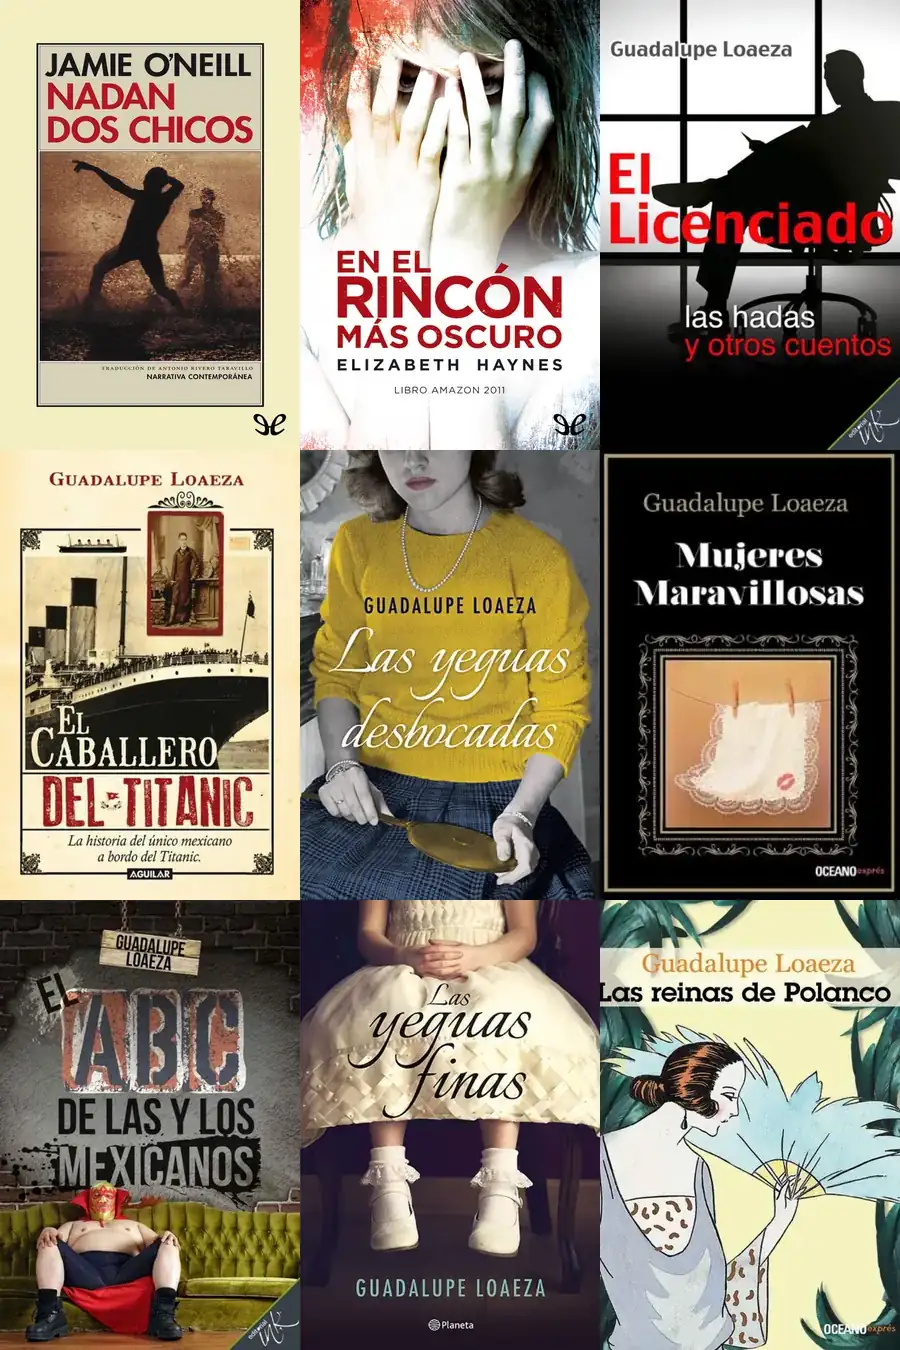 JAMIE O'NEILL
NADAN
DOS CHICOS
TRADUCCIÓN DE ANTONIO RIVERO TARAVILLO
NARRATIVA CONTEMPORÁNEA
EN EL
RINCÓN
MÁS OSCURO
ELIZABETH HAYNES
LIBRO AMAZON 2011
Guadalupe Loaeza
El
Licenciado
las hadas
y otros cuentos
editorial
ink
GUADALUPE LOAEZA
EL
CABALLERO
DEL TITANIC
La historia del único mexicano
a bordo del Titanic.
AGUILAR
GUADALUPE LOAEZA
Las yeguas
desbocadas
Guadalupe Loaeza
Mujeres
Maravillosas
OCEANO exprés
GUADALUPE
LOAEZA
EL
ABC
DE LAS Y LOS
MEXICANOS
editorial
ink
Las
yeguas
finas
GUADALUPE LOAEZA
Planeta
Guadalupe Loaeza
Las reinas de Polanco
OCEANO exprés